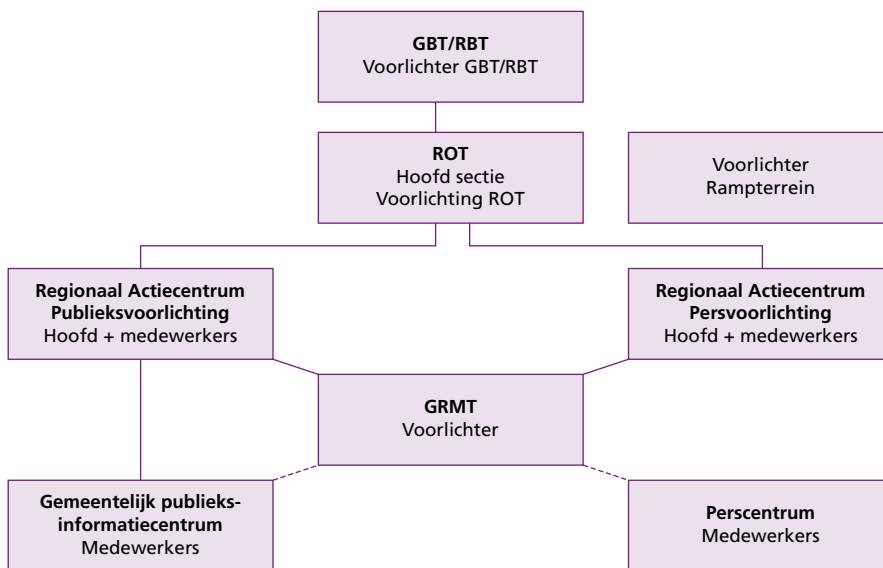 GBT/RBT
Voorlichter GBT/RBT
ROT
Hoofd sectie
Voorlichting ROT
Voorlichter
Rampterrein
Regionaal Actiecentrum
Publieksvoorlichting
Hoofd + medewerkers
Regionaal Actiecentrum
Persvoorlichting
Hoofd + medewerkers
GRMT
Voorlichter
Gemeentelijk publieks-
informatiecentrum
Medewerkers
Perscentrum
Medewerkers